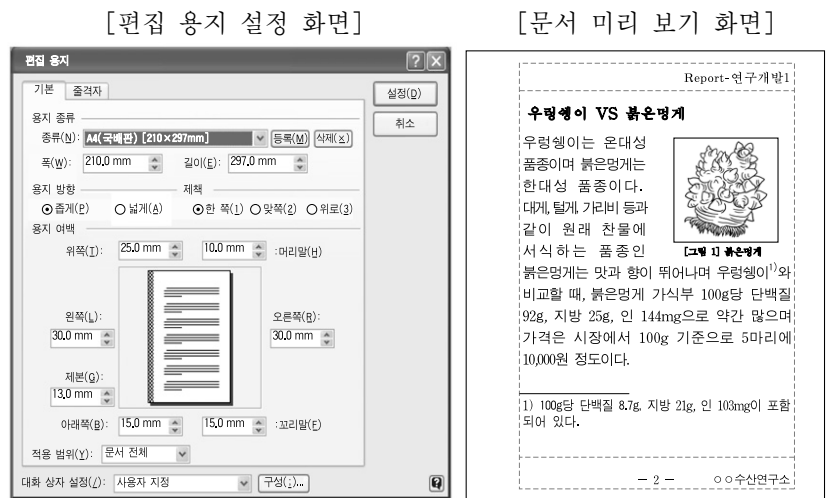 [편집 용지 설정 화면]
[문서 미리 보기 화면]
편집 용지
기본
줄격자
설정(D)
취소
용지 종류
종류(N): A4(국배판) [210×297mm] 등록(M) 삭제(x)
폭(W): 210.0 mm 길이(E): 297.0 mm
용지 방향
제책
좁게(P) 넓게(A) 한 쪽(1) 맞쪽(2) 위로(3)
용지 여백
위쪽(T): 25.0 mm 10.0 mm :머리말(H)
왼쪽(L): 오른쪽(R):
30.0 mm 30.0 mm
제본(G):
13.0 mm
아래쪽(B): 15.0 mm 15.0 mm :꼬리말(F)
적용 범위(Y): 문서 전체
대화 상자 설정(/): 사용자 지정 구성(;)...
Report-연구개발1
우렁쉥이 VS 붉은멍게
우렁쉥이는 온대성
품종이며 붉은멍게는
한대성 품종이다.
대게, 털게, 가리비 등과
같이 원래 찬물에
서식하는 품종인
[그림 1] 붉은멍게
붉은멍게는 맛과 향이 뛰어나며 우렁쉥이1)와
비교할 때, 붉은멍게 가식부 100g당 단백질
92g, 지방 25g, 인 144mg으로 약간 많으며
가격은 시장에서 100g 기준으로 5마리에
10,000원 정도이다.
1) 100g당 단백질 8.7g, 지방 21g, 인 103mg이 포함
되어 있다.
- 2 - ○○수산연구소